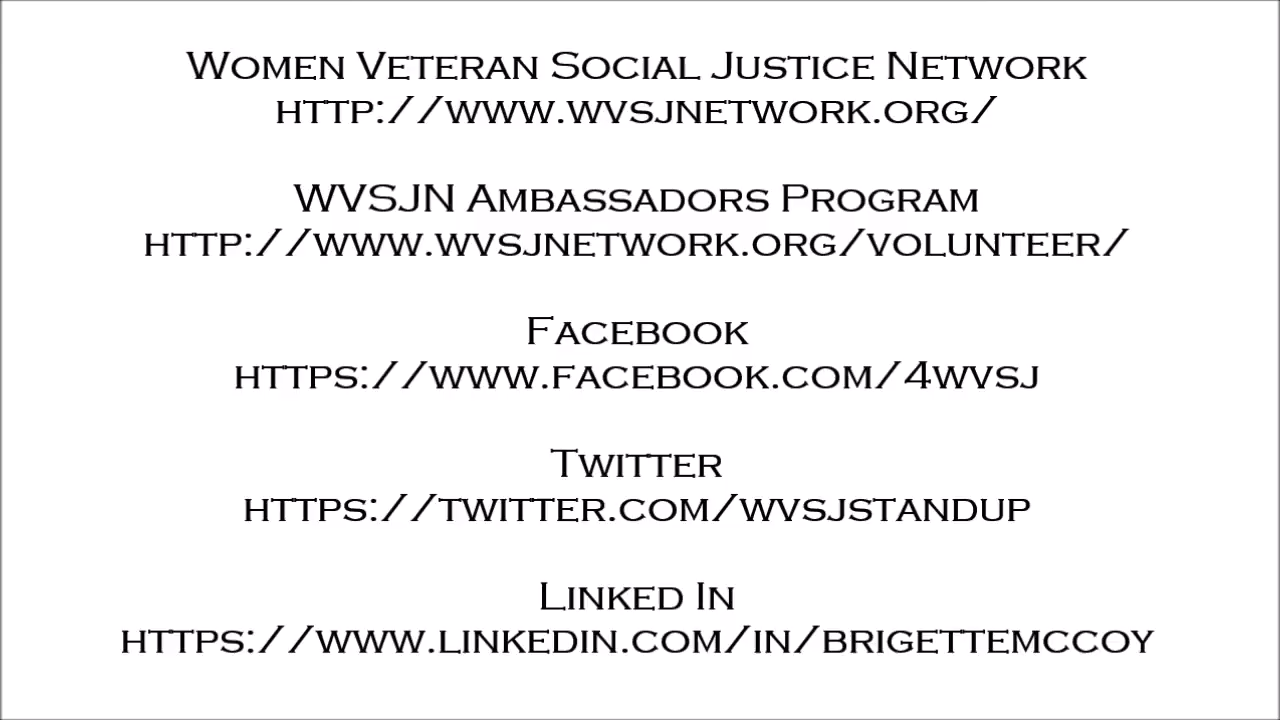 Women Veteran Social Justice Network
http://www.wvsjnetwork.org/
WVSJN Ambassadors Program
http://www.wvsjnetwork.org/volunteer/
Facebook
https://www.facebook.com/4wvsj
Twitter
https://twitter.com/wvsjstandup
Linked In
https://www.linkedin.com/in/brigettemccoy